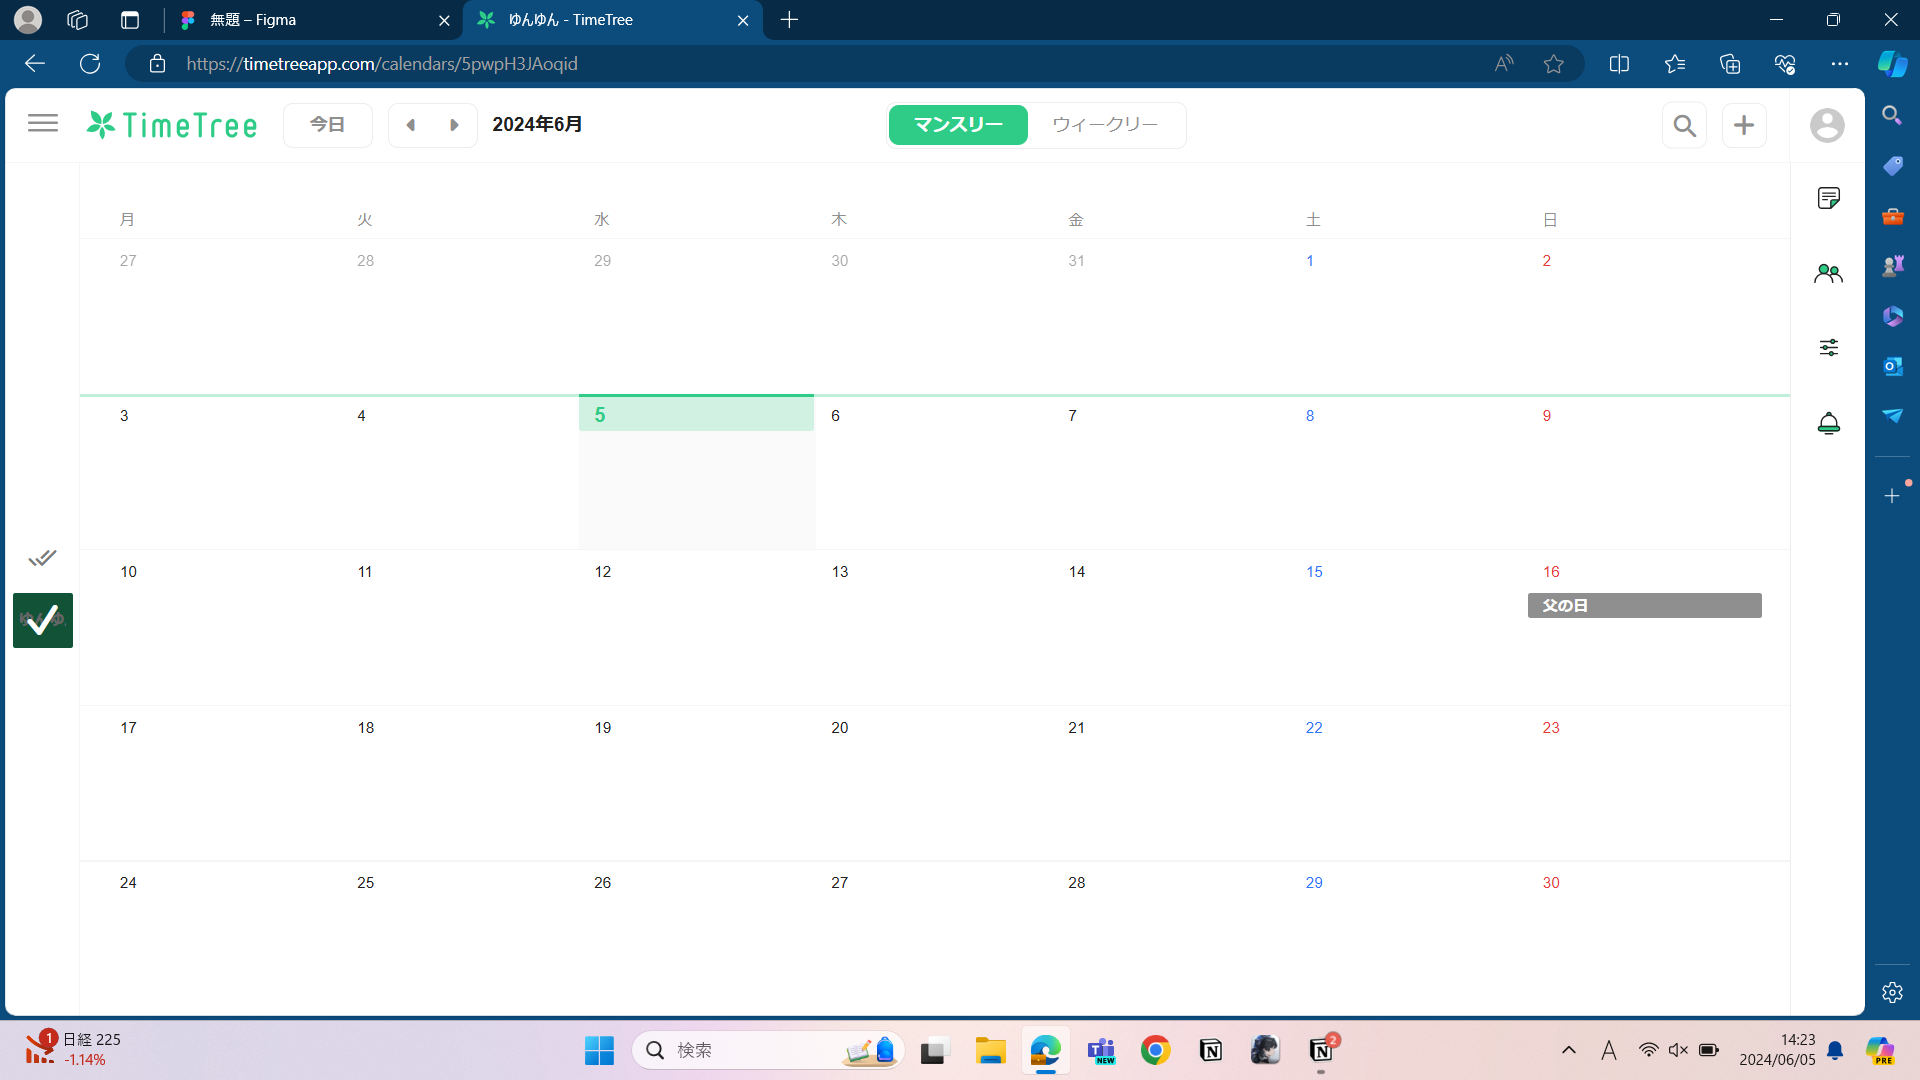 無題 – Figma
ゆんゆん - TimeTree
https://timetreeapp.com/calendars/5pwpH3JAoqid
TimeTree
今日
2024年6月
マンスリー
ウィークリー
月 火 水 木 金 土 日
27 28 29 30 31 1 2
3 4 5 6 7 8 9
10 11 12 13 14 15 16
父の日
17 18 19 20 21 22 23
24 25 26 27 28 29 30
1
日経 225
-1.14%
検索
NEW
2
A
14:23
2024/06/05
PRE